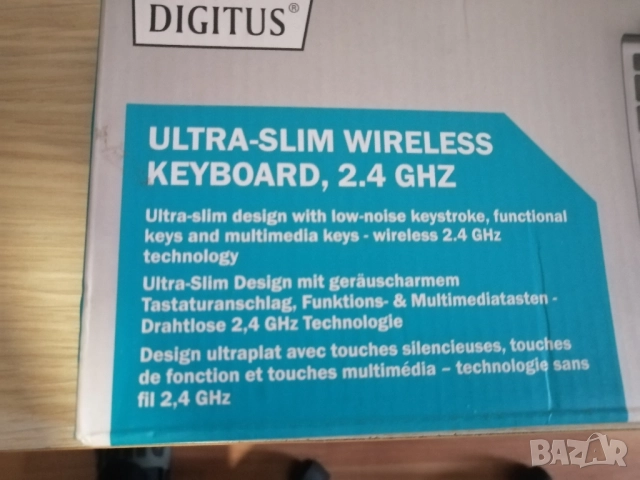 DIGITUS®
ULTRA-SLIM WIRELESS
KEYBOARD, 2.4 GHZ
Ultra-slim design with low-noise keystroke, functional
keys and multimedia keys - wireless 2.4 GHz
technology
Ultra-Slim Design mit geräuscharmem
Tastaturanschlag, Funktions- & Multimediatasten -
Drahtlose 2,4 GHz Technologie
Design ultraplat avec touches silencieuses, touches
de fonction et touches multimédia – technologie sans
fil 2,4 GHz
BAZAR